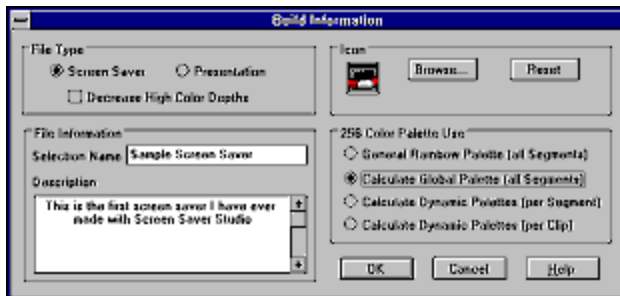 Build Information
File Type
Screen Saver
Presentation
Decrease High Color Depths
Icon
Browse...
Reset
File Information
Selection Name Sample Screen Saver
Description
This is the first screen saver I have ever
made with Screen Saver Studio
256 Color Palette Use
General Rainbow Palette (all Segments)
Calculate Global Palette (all Segments)
Calculate Dynamic Palettes (per Segment)
Calculate Dynamic Palettes (per Clip)
OK
Cancel
Help